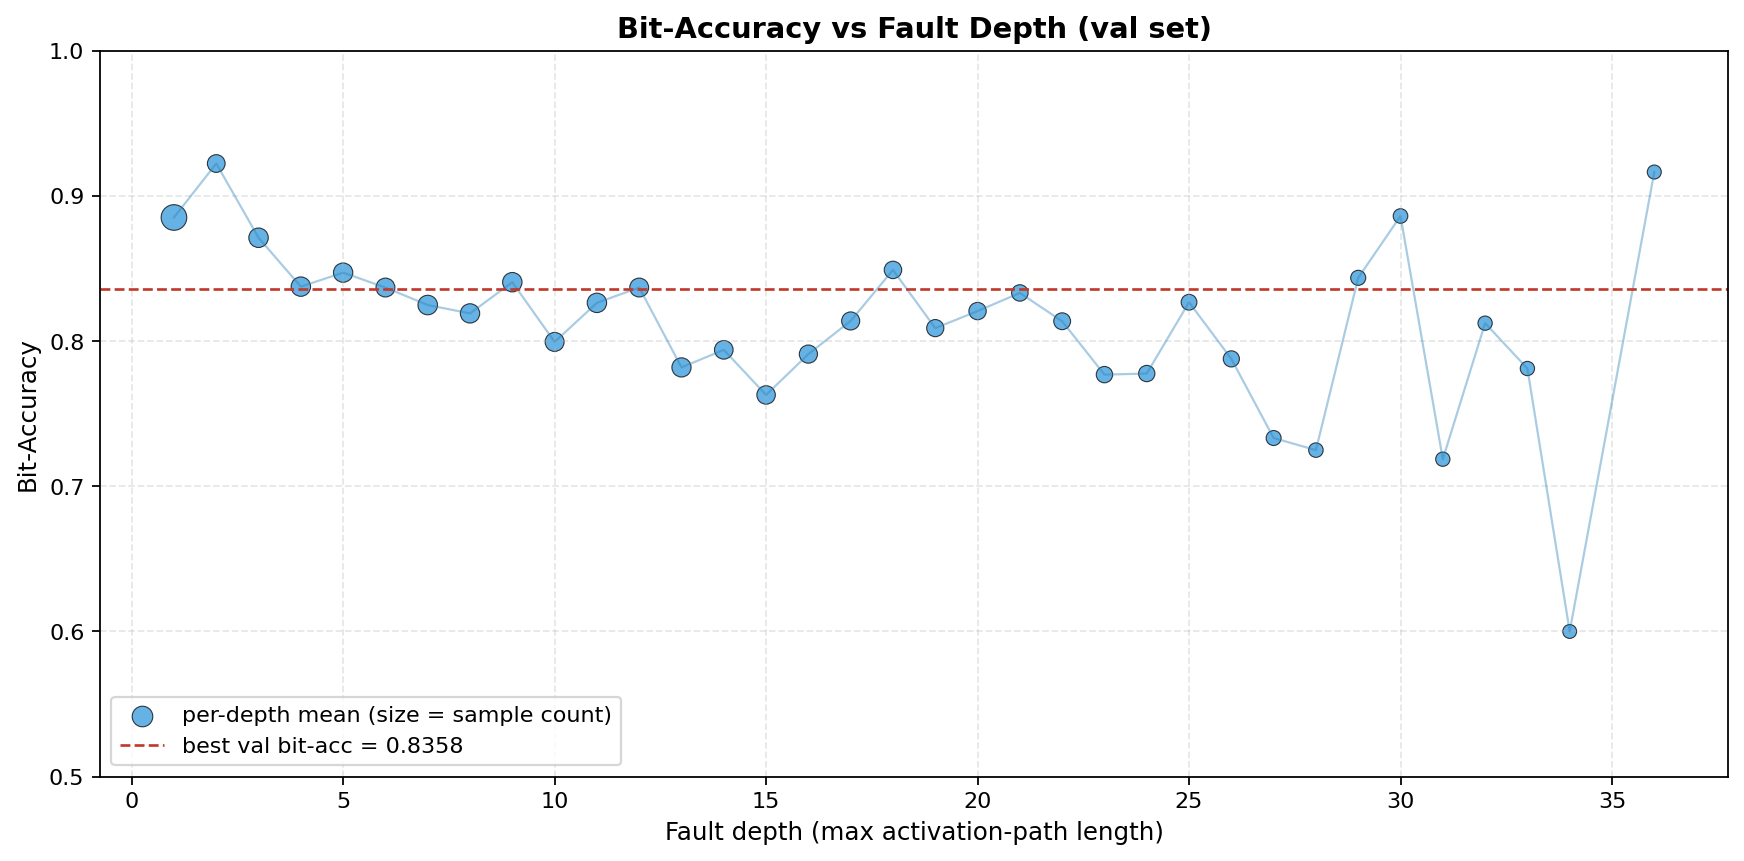 Bit-Accuracy vs Fault Depth (val set)
1.0
0.9
0.8
0.7
0.6
0.5
Bit-Accuracy
per-depth mean (size = sample count)
best val bit-acc = 0.8358
0 5 10 15 20 25 30 35
Fault depth (max activation-path length)